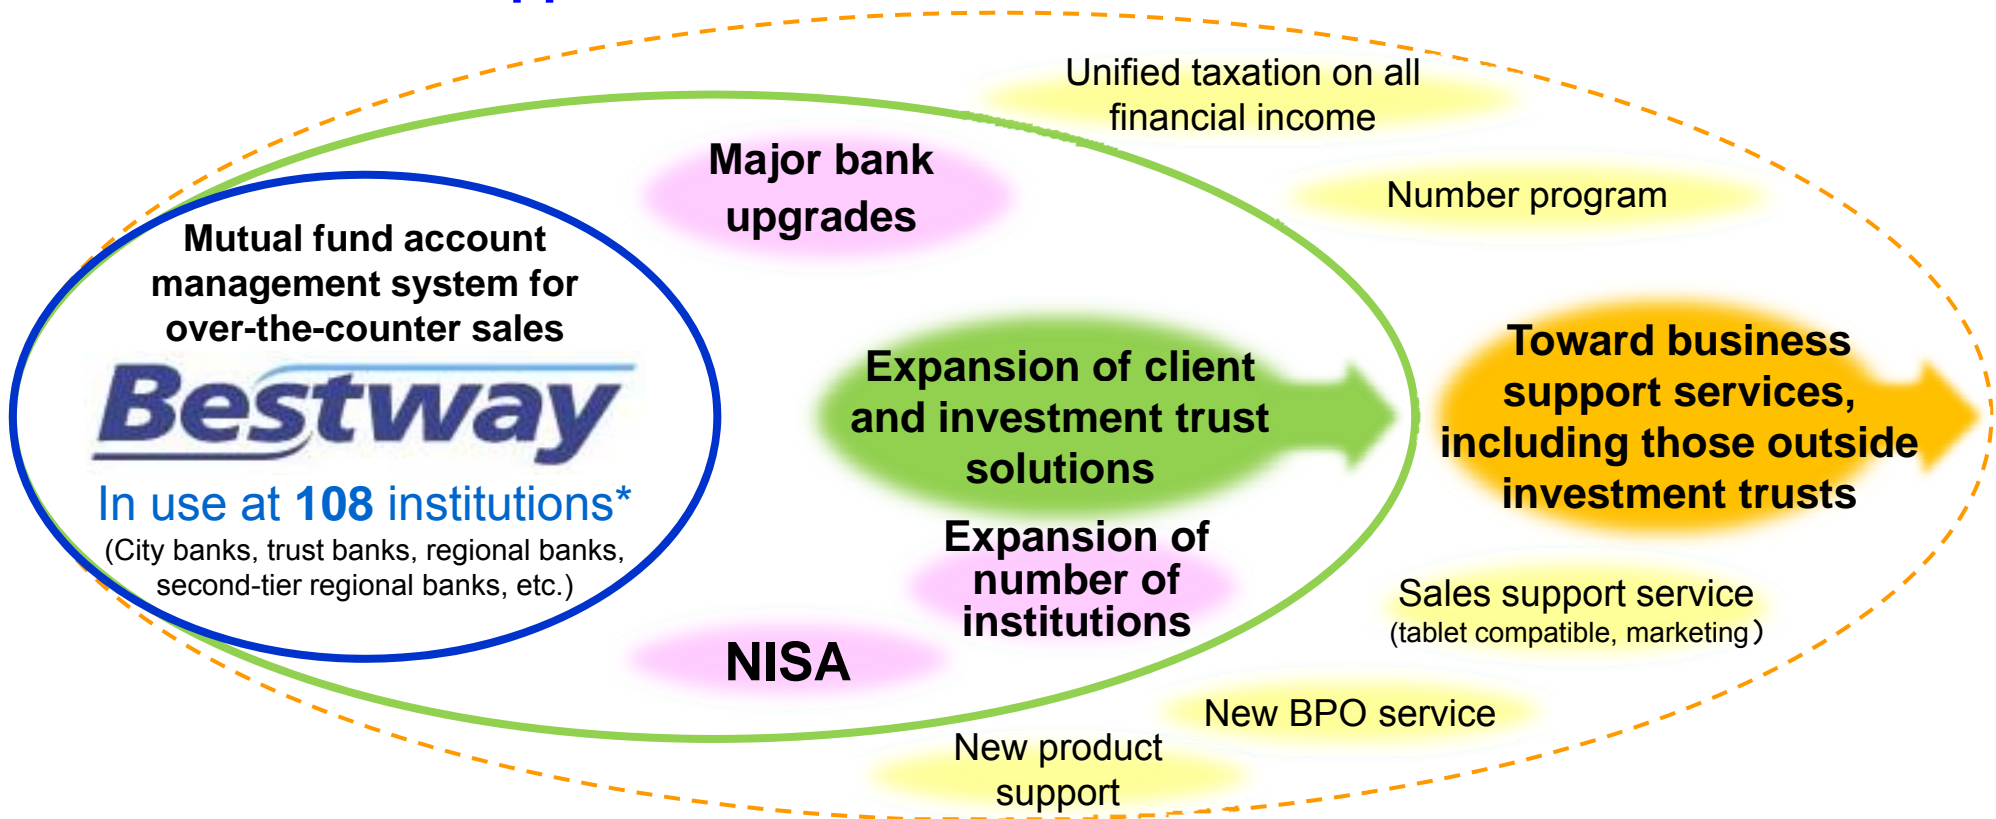 Unified taxation on all
financial income
Major bank
upgrades
Number program
Mutual fund account
management system for
over-the-counter sales
Bestway
In use at 108 institutions*
(City banks, trust banks, regional banks,
second-tier regional banks, etc.)
Expansion of client
and investment trust
solutions
Toward business
support services,
including those outside
investment trusts
Expansion of
number of
institutions
NISA
Sales support service
(tablet compatible, marketing）
New BPO service
New product
support